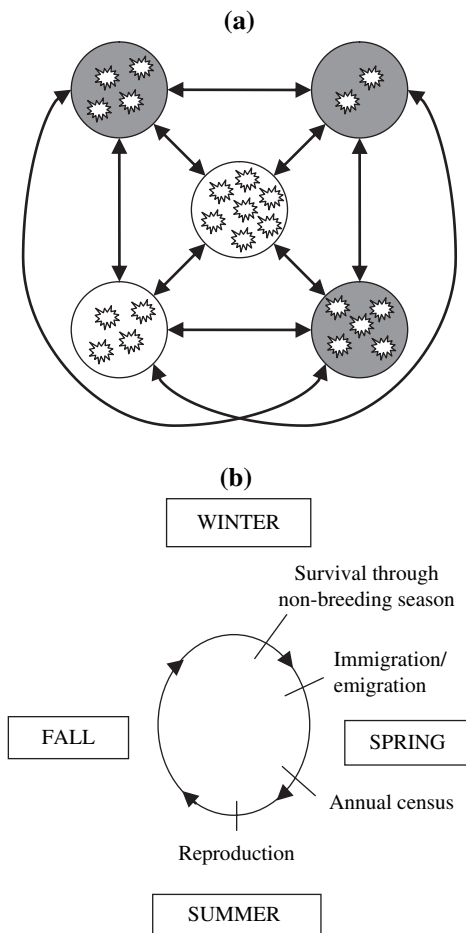 (a)
(b)
WINTER
Survival through
non-breeding season
Immigration/
emigration
FALL
SPRING
Annual census
Reproduction
SUMMER